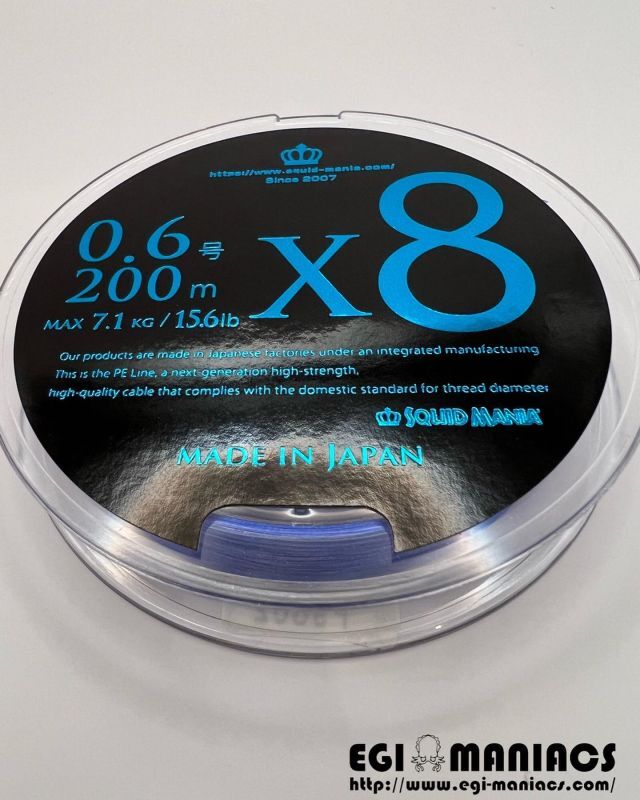 https://www.squid-mania.com/
Since 2007
0.6号
200m
x8
MAX 7.1 KG / 15.6lb
Our products are made in Japanese factories under an integrated manufacturing
This is the PE Line, a next-generation high-strength,
high-quality cable that complies with the domestic standard for thread diameter
SQUID MANIA
MADE IN JAPAN
EGI MANIACS
http://www.egi-maniacs.com/